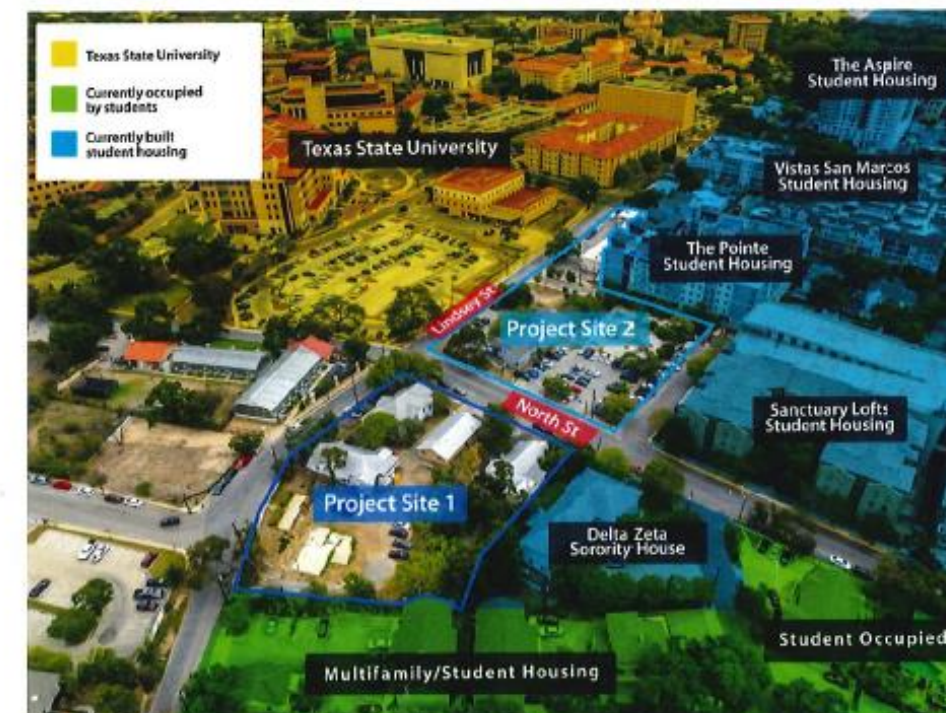 Texas State University
Currently occupied
by students
Currently built
student housing
The Aspire
Student Housing
Texas State University
Vistas San Marcos
Student Housing
The Pointe
Student Housing
Lindsey St
Project Site 2
North St
Sanctuary Lofts
Student Housing
Project Site 1
Delta Zeta
Sorority House
Student Occupied
Multifamily/Student Housing